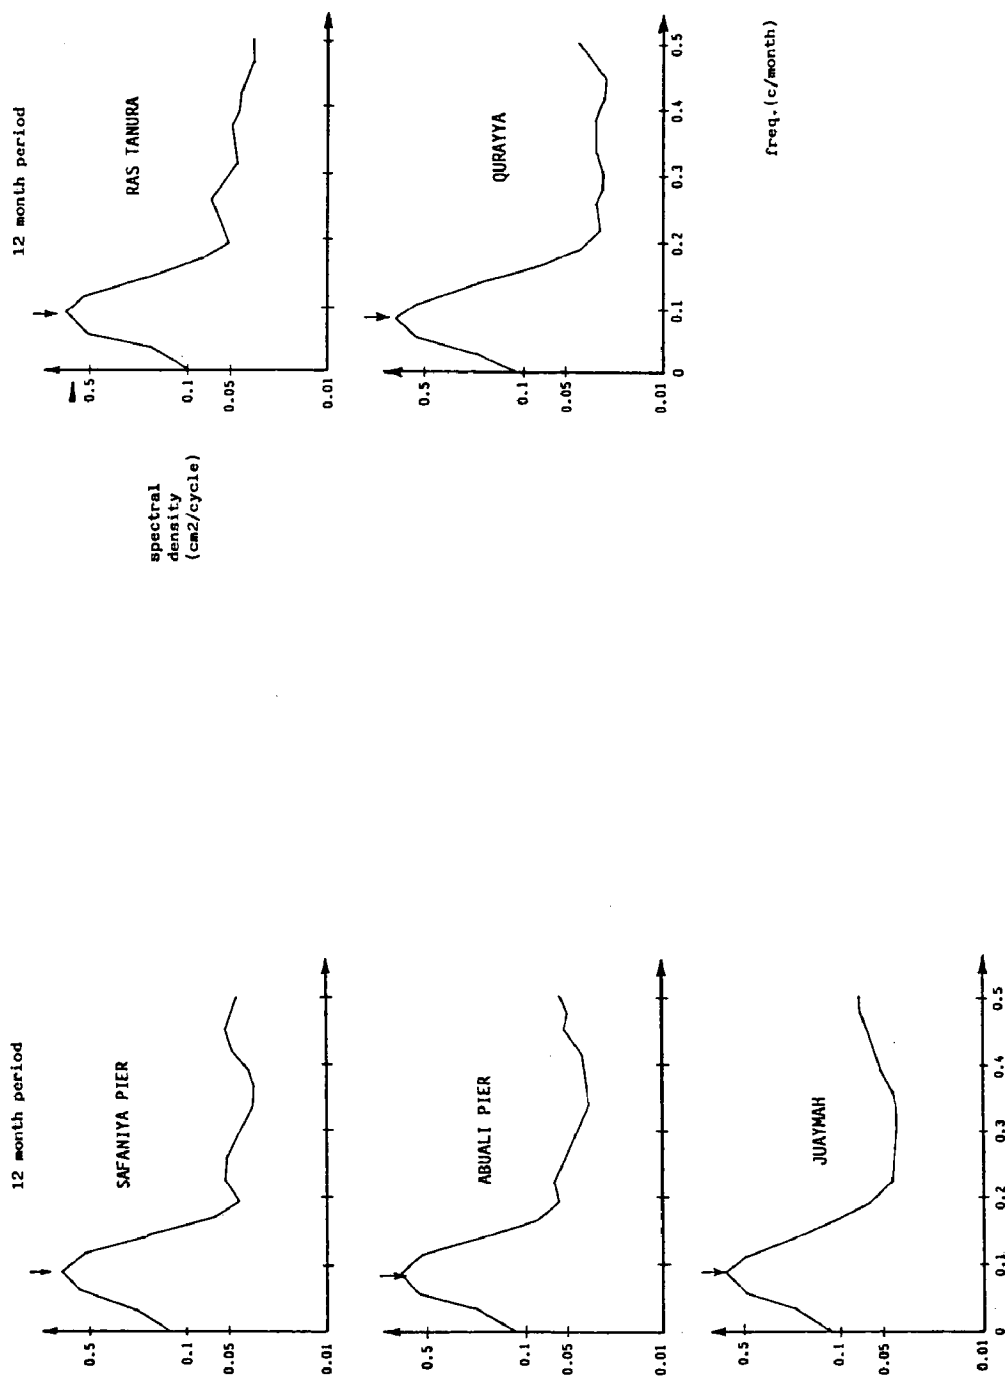 12 month period
SAFANIYA PIER
0.5
0.1
0.05
0.01
ABUALI PIER
0.5
0.1
0.05
0.01
JUAYMAH
0.5
0.1
0.05
0.01
0
0.1
0.2
0.3
0.4
0.5
12 month period
spectral
density
(cm2/cycle)
RAS TANURA
0.5
0.1
0.05
0.01
QURAYYA
0.5
0.1
0.05
0.01
0
0.1
0.2
0.3
0.4
0.5
freq.(c/month)